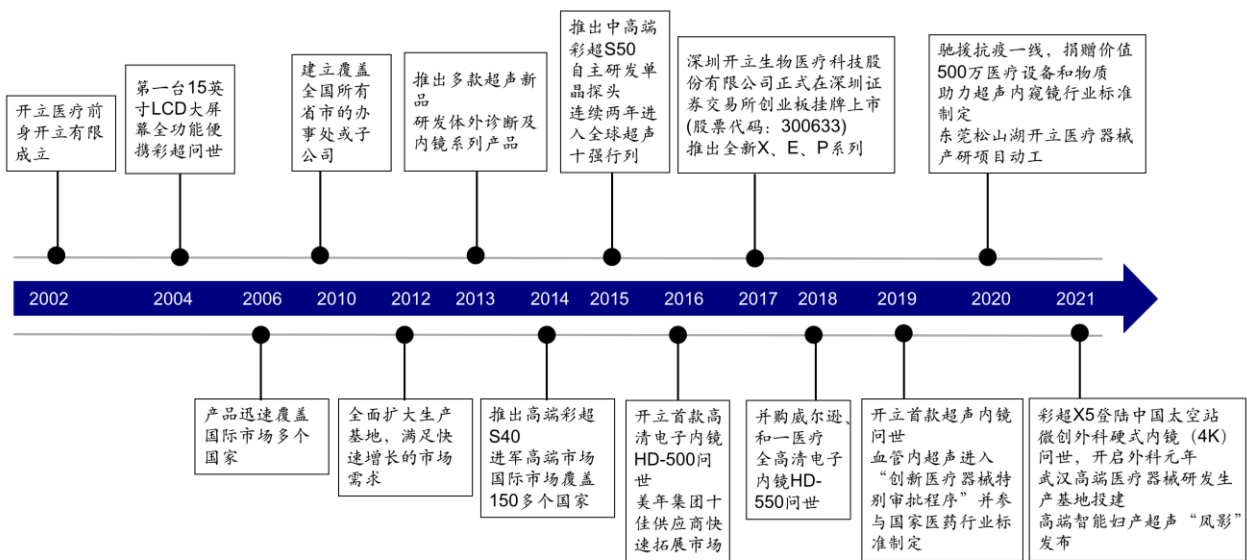 开立医疗前
身开立有限
成立
第一台15英
寸LCD大屏
幕全功能便
携彩超问世
建立覆盖
全国所有
省市的办
事处或子
公司
推出多款超声新
品
研发体外诊断及
内镜系列产品
推出中高端
彩超S50
自主研发单
晶探头
连续两年进
入全球超声
十强行列
深圳开立生物医疗科技股
份有限公司正式在深圳证
券交易所创业板挂牌上市
(股票代码：300633)
推出全新X、E、P系列
驰援抗疫一线，捐赠价值
500万医疗设备和物质
助力超声内窥镜行业标准
制定
东莞松山湖开立医疗器械
产研项目动工
2002 2004 2006 2010 2012 2013 2014 2015 2016 2017 2018 2019 2020 2021
产品迅速覆盖
国际市场多个
国家
全面扩大生产
基地，满足快
速增长的市场
需求
推出高端彩超
S40
进军高端市场
国际市场覆盖
150多个国家
开立首款高
清电子内镜
HD-500问
世
美年集团十
佳供应商快
速拓展市场
并购威尔逊、
和一医疗
全高清电子
内镜HD-
550问世
开立首款超声内镜
问世
血管内超声进入
“创新医疗器械特
别审批程序”并参
与国家医药行业标
准制定
彩超X5登陆中国太空站
微创外科硬式内镜（4K）
问世，开启外科元年
武汉高端医疗器械研发生
产基地投建
高端智能妇产超声“凤影”
发布